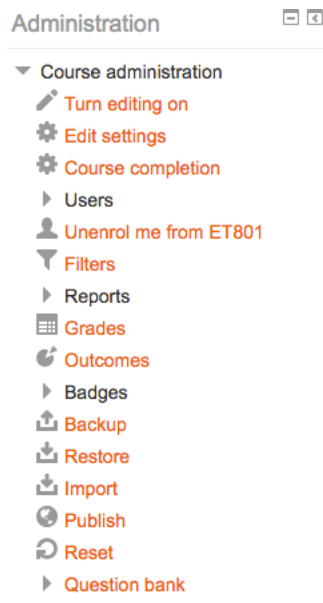 Administration
Course administration
Turn editing on
Edit settings
Course completion
Users
Unenrol me from ET801
Filters
Reports
Grades
Outcomes
Badges
Backup
Restore
Import
Publish
Reset
Question bank